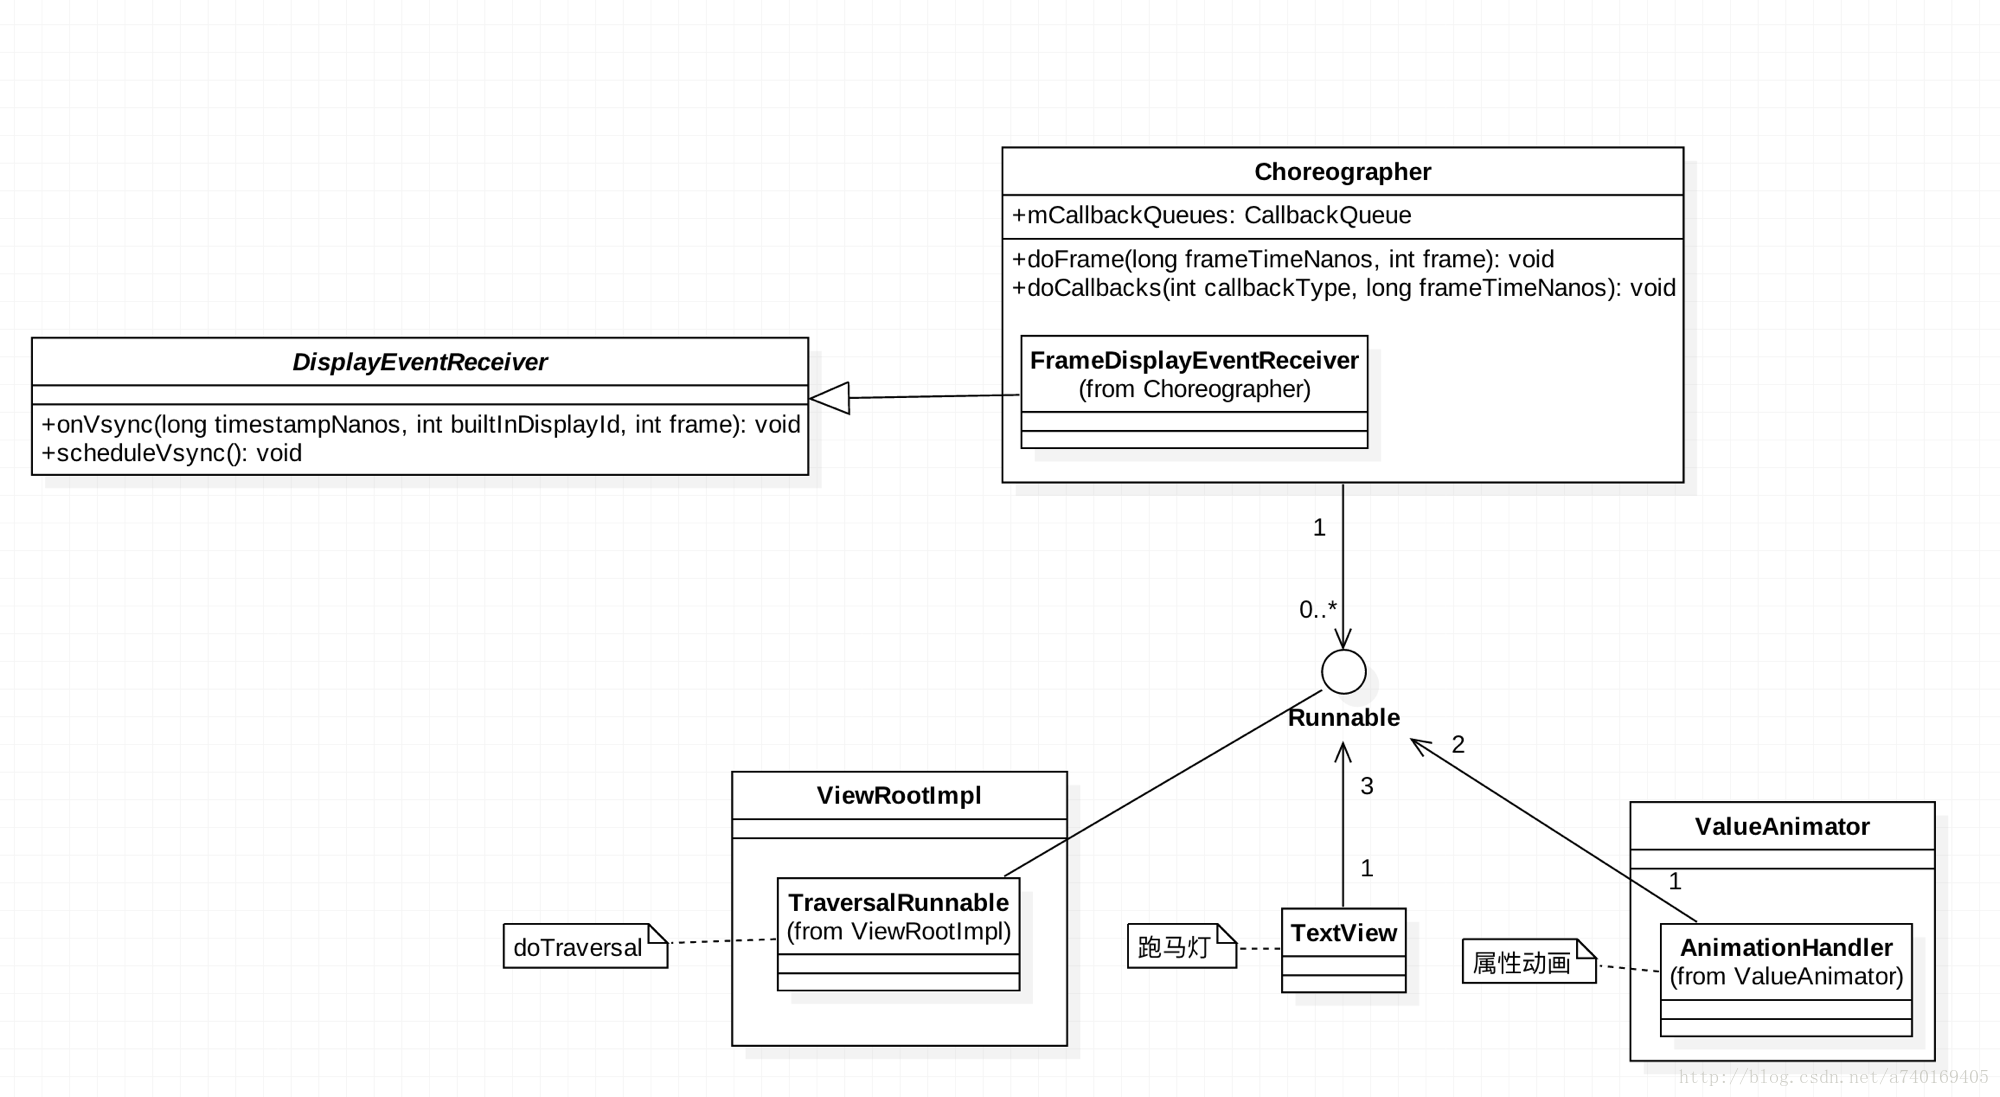 Choreographer
+mCallbackQueues: CallbackQueue
+doFrame(long frameTimeNanos, int frame): void
+doCallbacks(int callbackType, long frameTimeNanos): void
FrameDisplayEventReceiver
(from Choreographer)
DisplayEventReceiver
+onVsync(long timestampNanos, int builtInDisplayId, int frame): void
+scheduleVsync(): void
1
0..*
Runnable
2
3
1
ViewRootImpl
TraversalRunnable
(from ViewRootImpl)
doTraversal
跑马灯
TextView
ValueAnimator
1
属性动画
AnimationHandler
(from ValueAnimator)
http://blog.csdn.net/a740169405